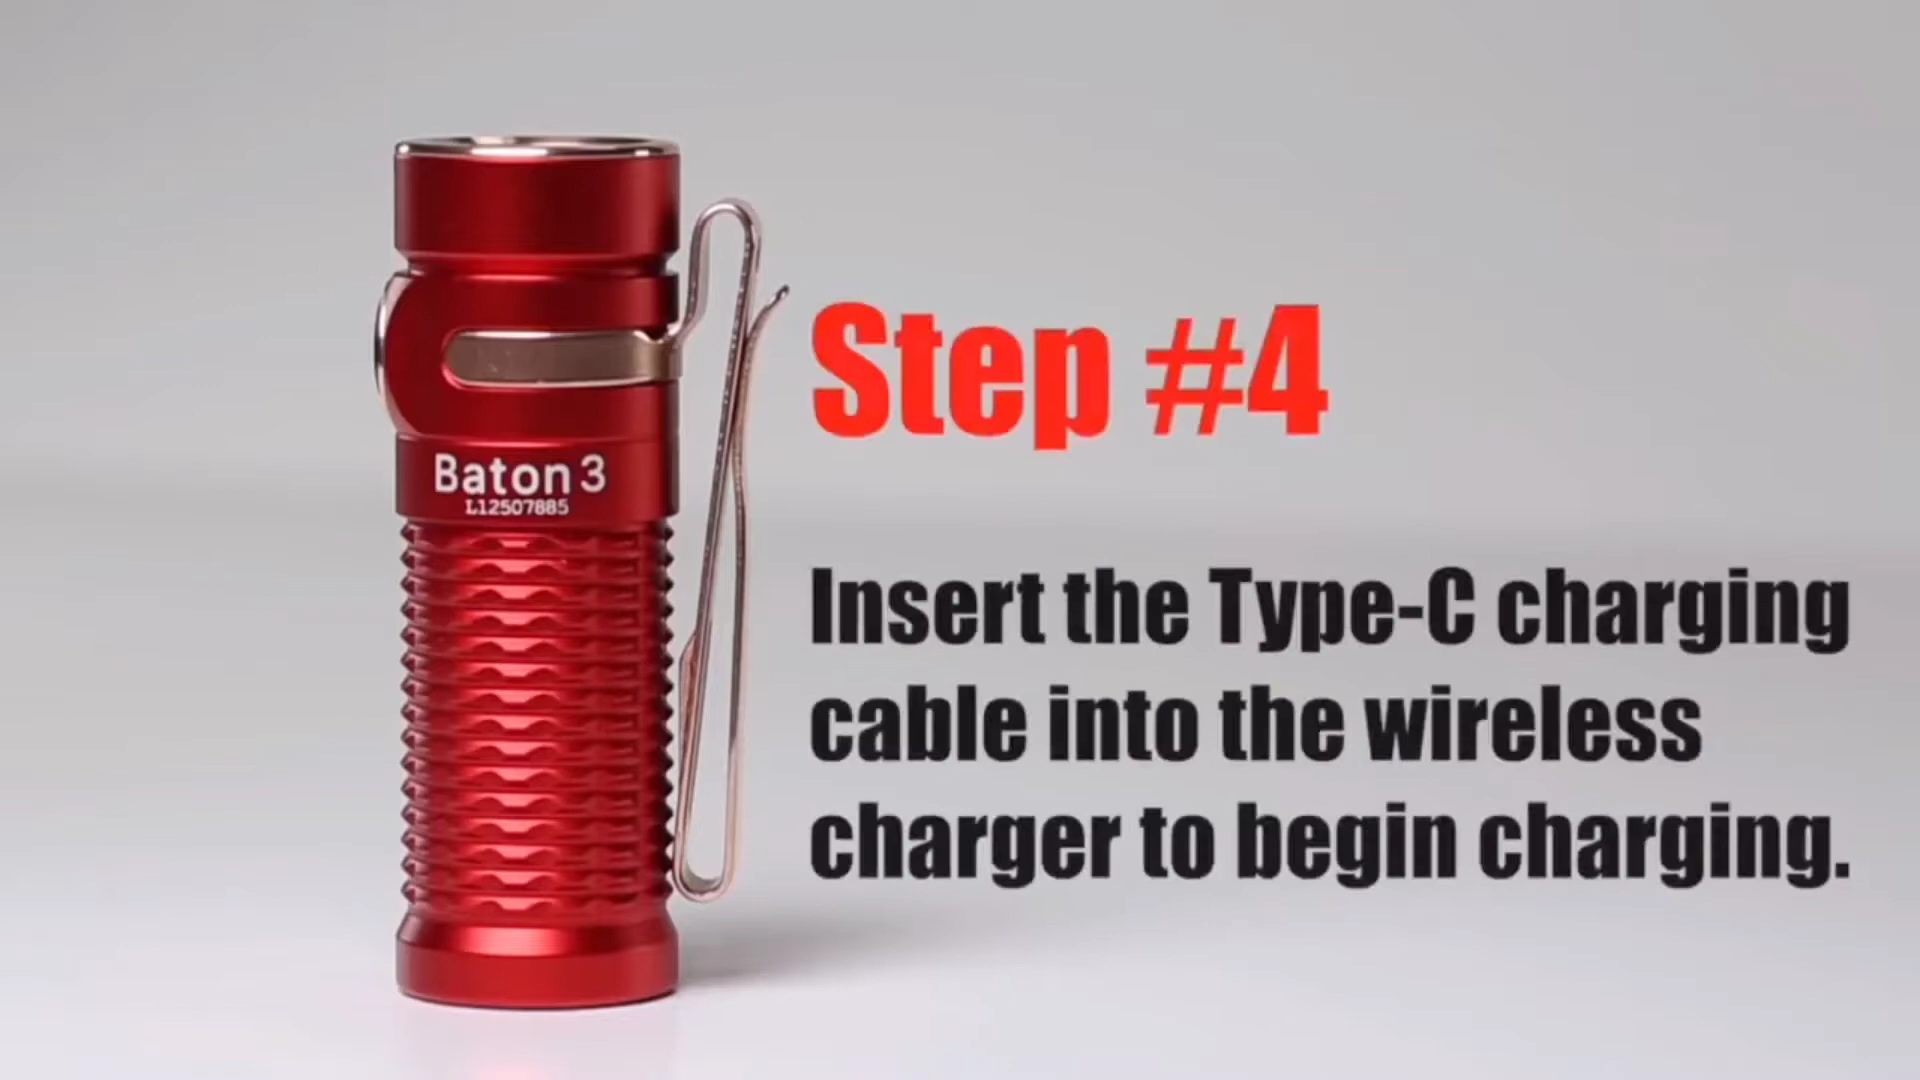 Baton 3
L12507885
Step #4
Insert the Type-C charging
cable into the wireless
charger to begin charging.